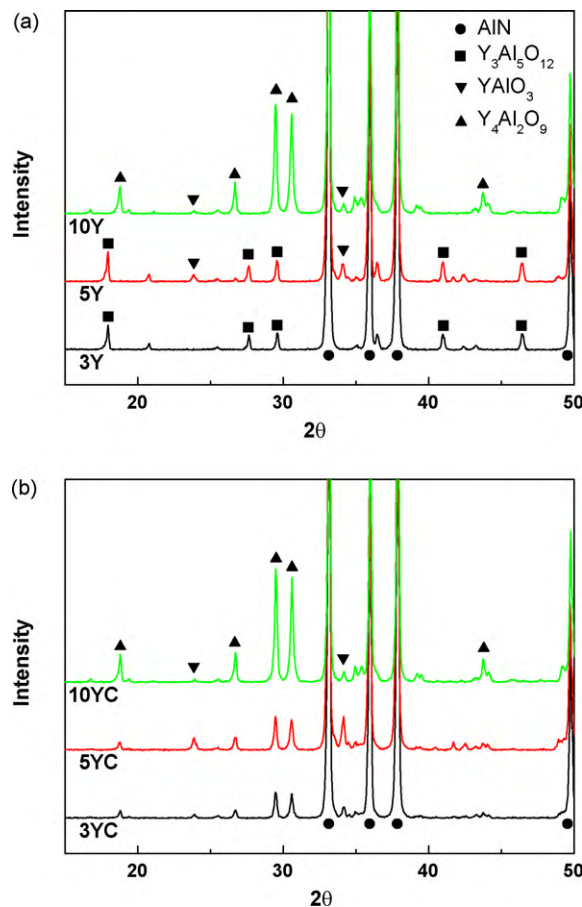 (a)
● AlN
■ Y₃Al₅O₁₂
▼ YAlO₃
▲ Y₄Al₂O₉
Intensity
10Y
5Y
3Y
20 30 40 50
2θ
(b)
Intensity
10YC
5YC
3YC
20 30 40 50
2θ